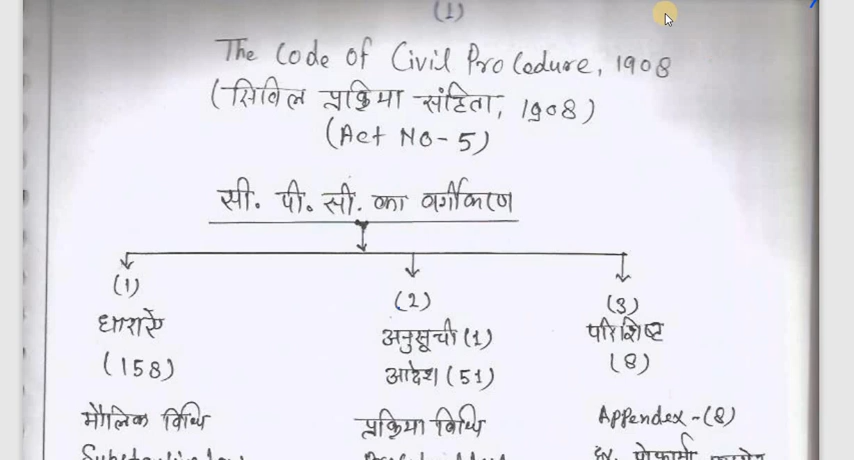 (1)
The Code of Civil Procedure, 1908
(सिविल प्रक्रिया संहिता, 1908)
(Act No-5)
सी. पी. सी. का वर्गीकरण
(1)
(2)
(3)
धाराऐं
अनुसूची (1)
परिशिष्ट
(158)
आदेश (51)
(8)
मौलिक विधि
प्रक्रिया विधि
Appendex-(8)